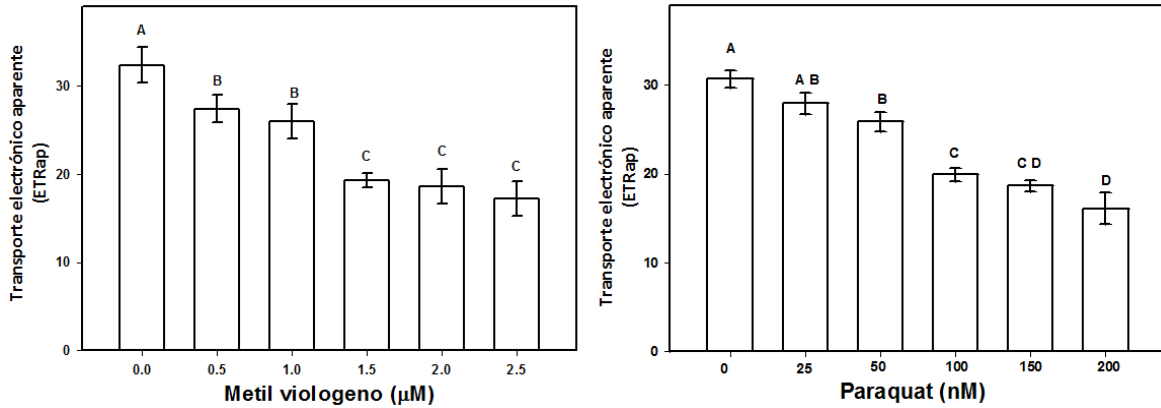 Transporte electrónico aparente
(ETRap)
30
20
10
0
A
B
B
C
C
C
0.0 0.5 1.0 1.5 2.0 2.5
Metil viologeno (μM)
Transporte electrónico aparente
(ETRap)
30
20
10
0
A
A B
B
C
C D
D
0 25 50 100 150 200
Paraquat (nM)